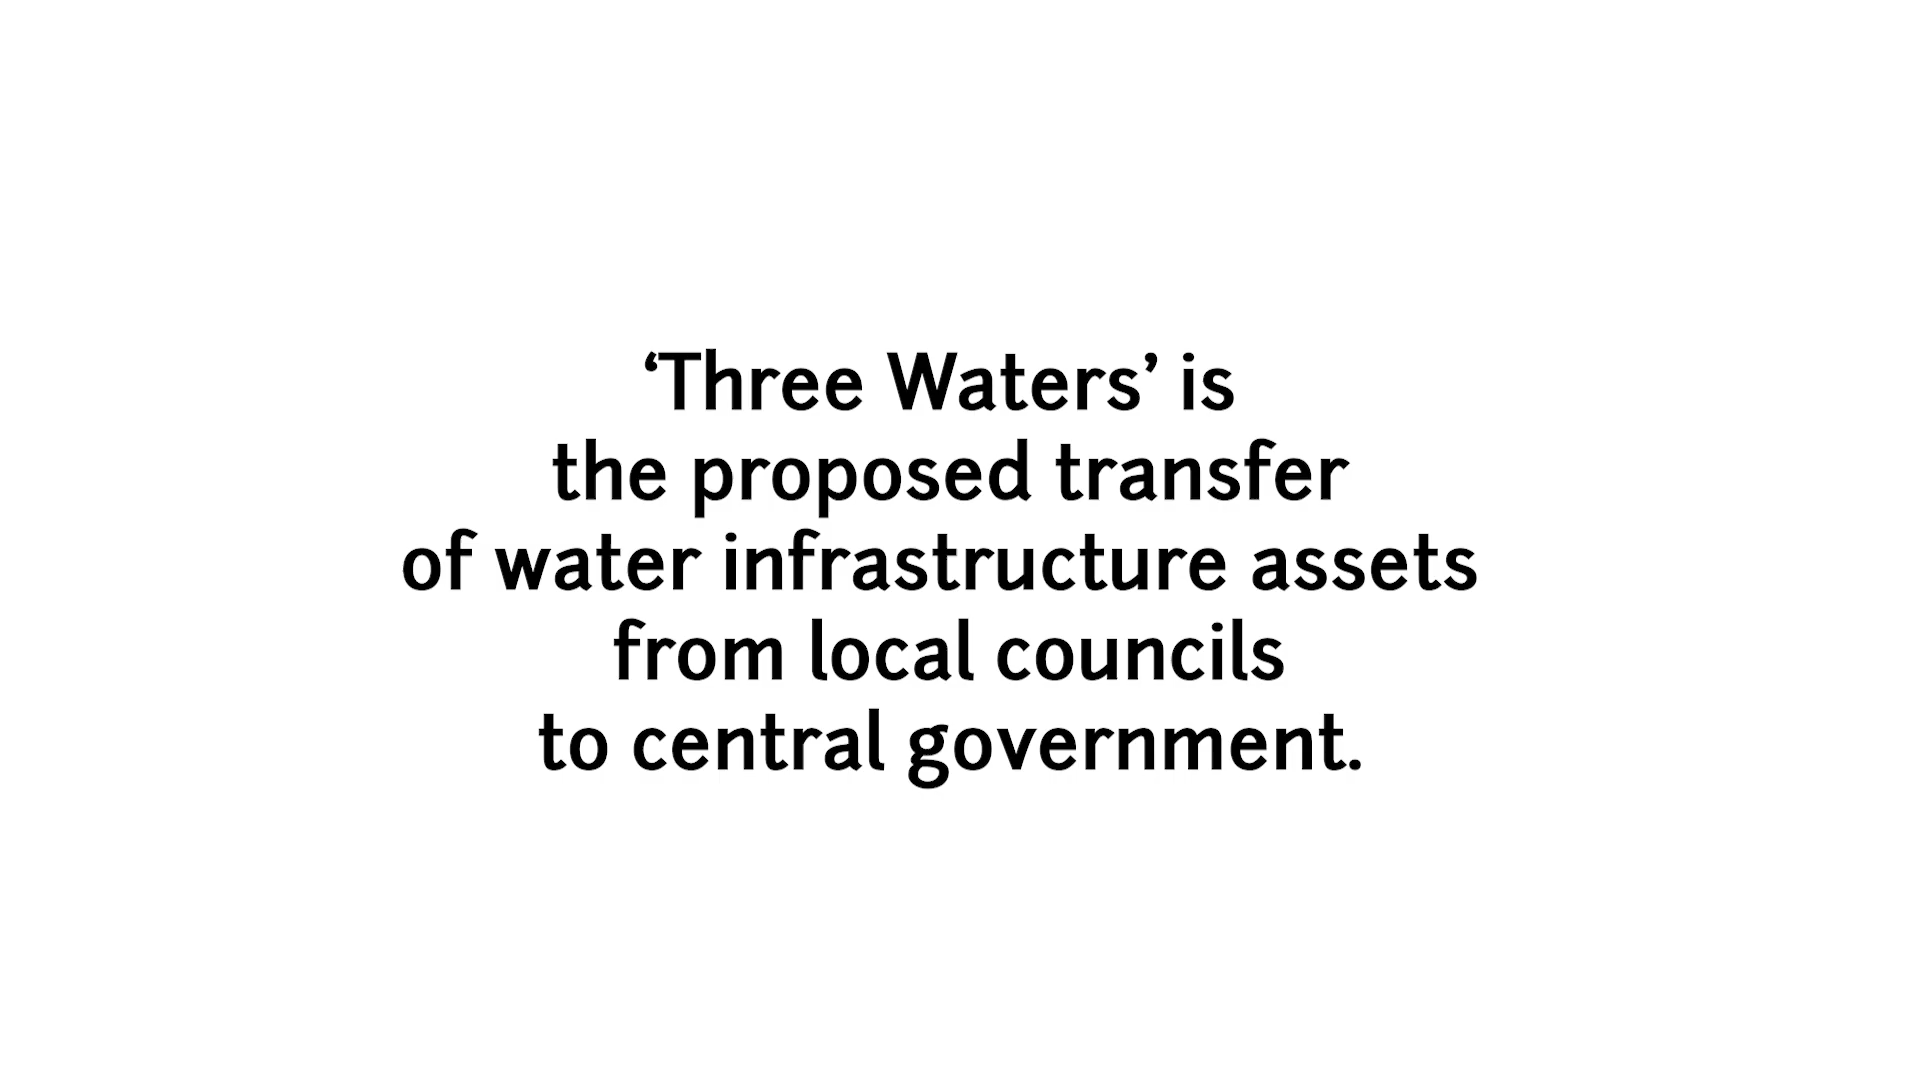 ‘Three Waters’ is
the proposed transfer
of water infrastructure assets
from local councils
to central government.